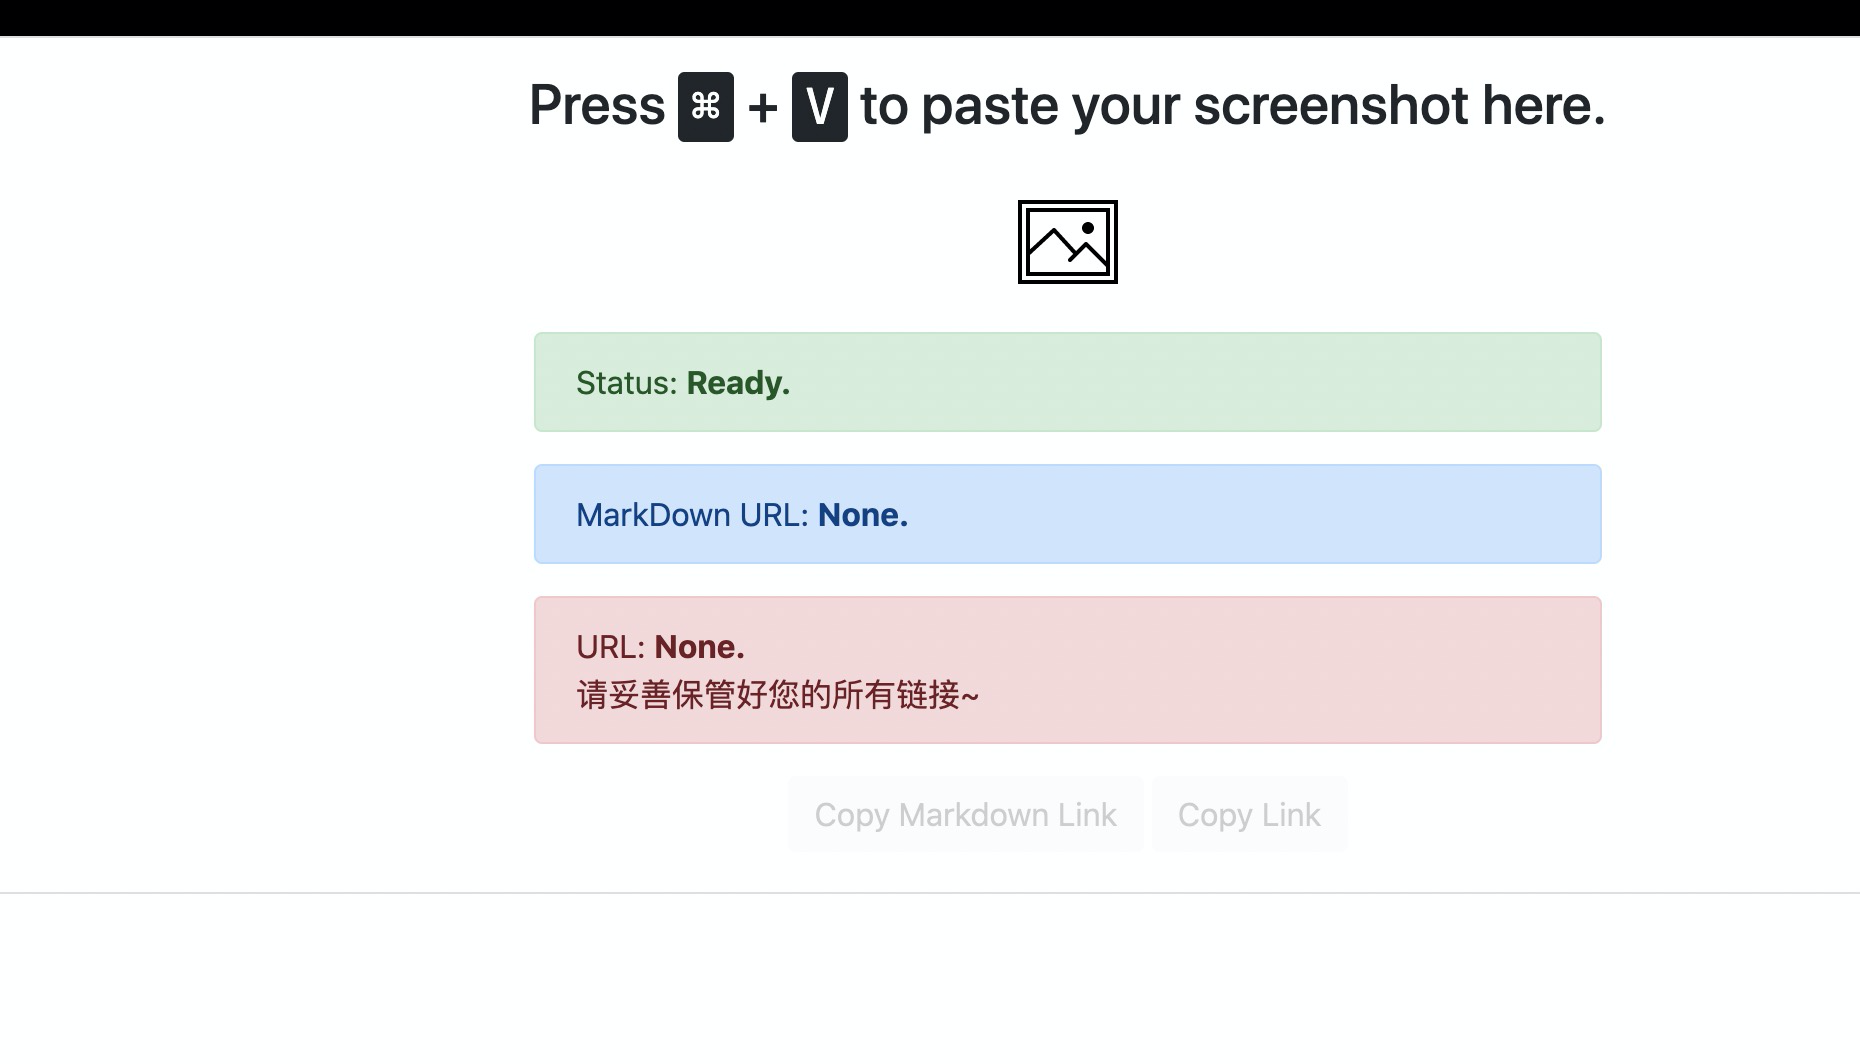 Press ⌘ + V to paste your screenshot here.
Status: Ready.
MarkDown URL: None.
URL: None.
请妥善保管好您的所有链接~
Copy Markdown Link Copy Link